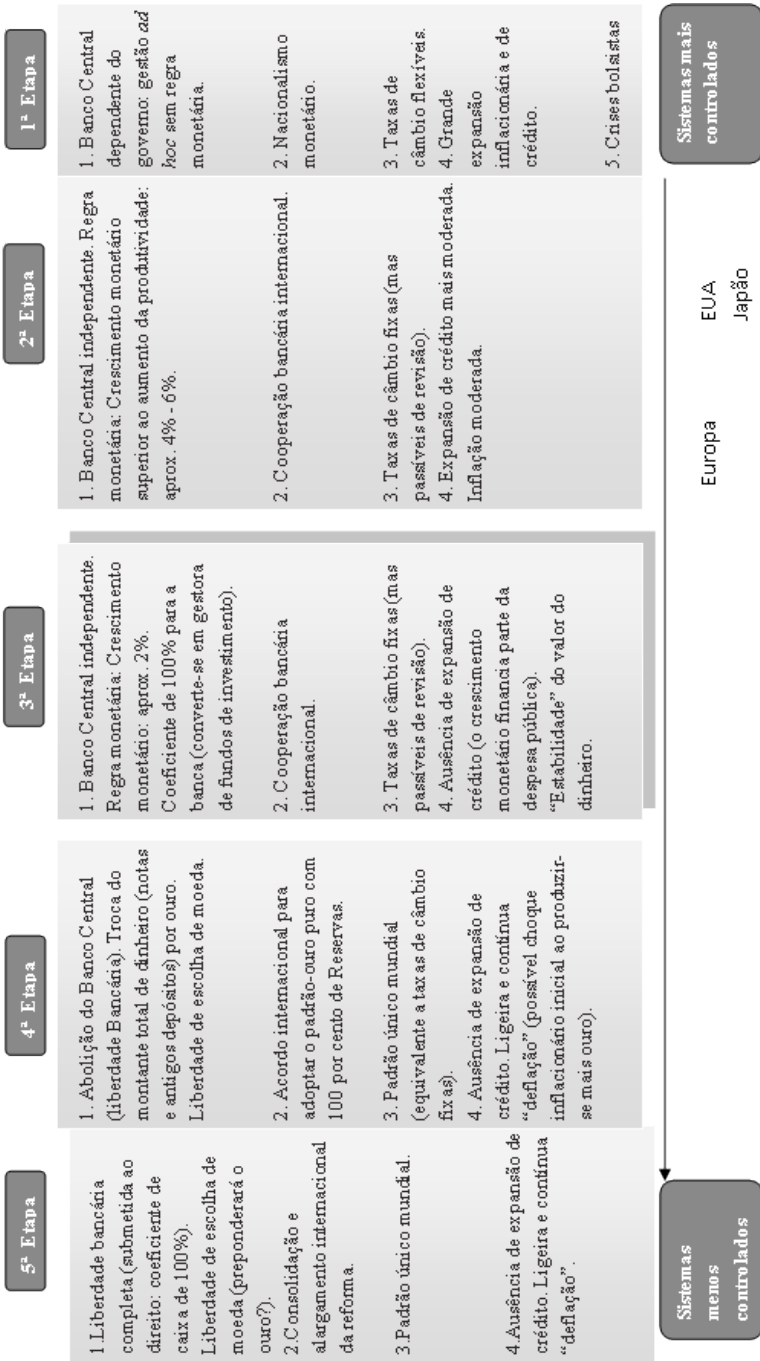 1ª Etapa
1. Banco Central
dependente do
governo: gestão ad
hoc sem regra
monetária.
2. Nacionalismo
monetário.
3. Taxas de
câmbio flexíveis.
4. Grande
expansão
inflacionária e de
crédito.
5. Crises bolsistas
Sistemas mais
controlados
2ª Etapa
1. Banco Central independente. Regra
monetária: Crescimento monetário
superior ao aumento da produtividade:
aprox. 4% - 6%.
2. Cooperação bancária internacional.
3. Taxas de câmbio fixas (mas
passíveis de revisão).
4. Expansão de crédito mais moderada.
Inflação moderada.
EUA
Japão
Europa
3ª Etapa
1. Banco Central independente.
Regra monetária: Crescimento
monetário: aprox. 2%.
Coeficiente de 100% para a
banca (converte-se em gestora
de fundos de investimento).
2. Cooperação bancária
internacional.
3. Taxas de câmbio fixas (mas
passíveis de revisão).
4. Ausência de expansão de
crédito (o crescimento
monetário financia parte da
despesa pública).
“Estabilidade” do valor do
dinheiro.
4ª Etapa
1. Abolição do Banco Central
(liberdade Bancária). Troca do
montante total de dinheiro (notas
e antigos depósitos) por ouro.
Liberdade de escolha de moeda.
2. Acordo internacional para
adoptar o padrão-ouro puro com
100 por cento de Reservas.
3. Padrão único mundial
(equivalente a taxas de câmbio
fixas).
4. Ausência de expansão de
crédito. Ligeira e contínua
“deflação” (possível choque
inflacionário inicial ao produzir-
se mais ouro).
5ª Etapa
1.Liberdade bancária
completa (submetida ao
direito: coeficiente de
caixa de 100%).
Liberdade de escolha de
moeda (preponderará o
ouro?).
2.Consolidação e
alargamento internacional
da reforma.
3.Padrão único mundial.
4.Ausência de expansão de
crédito. Ligeira e contínua
“deflação”.
Sistemas
menos
controlados